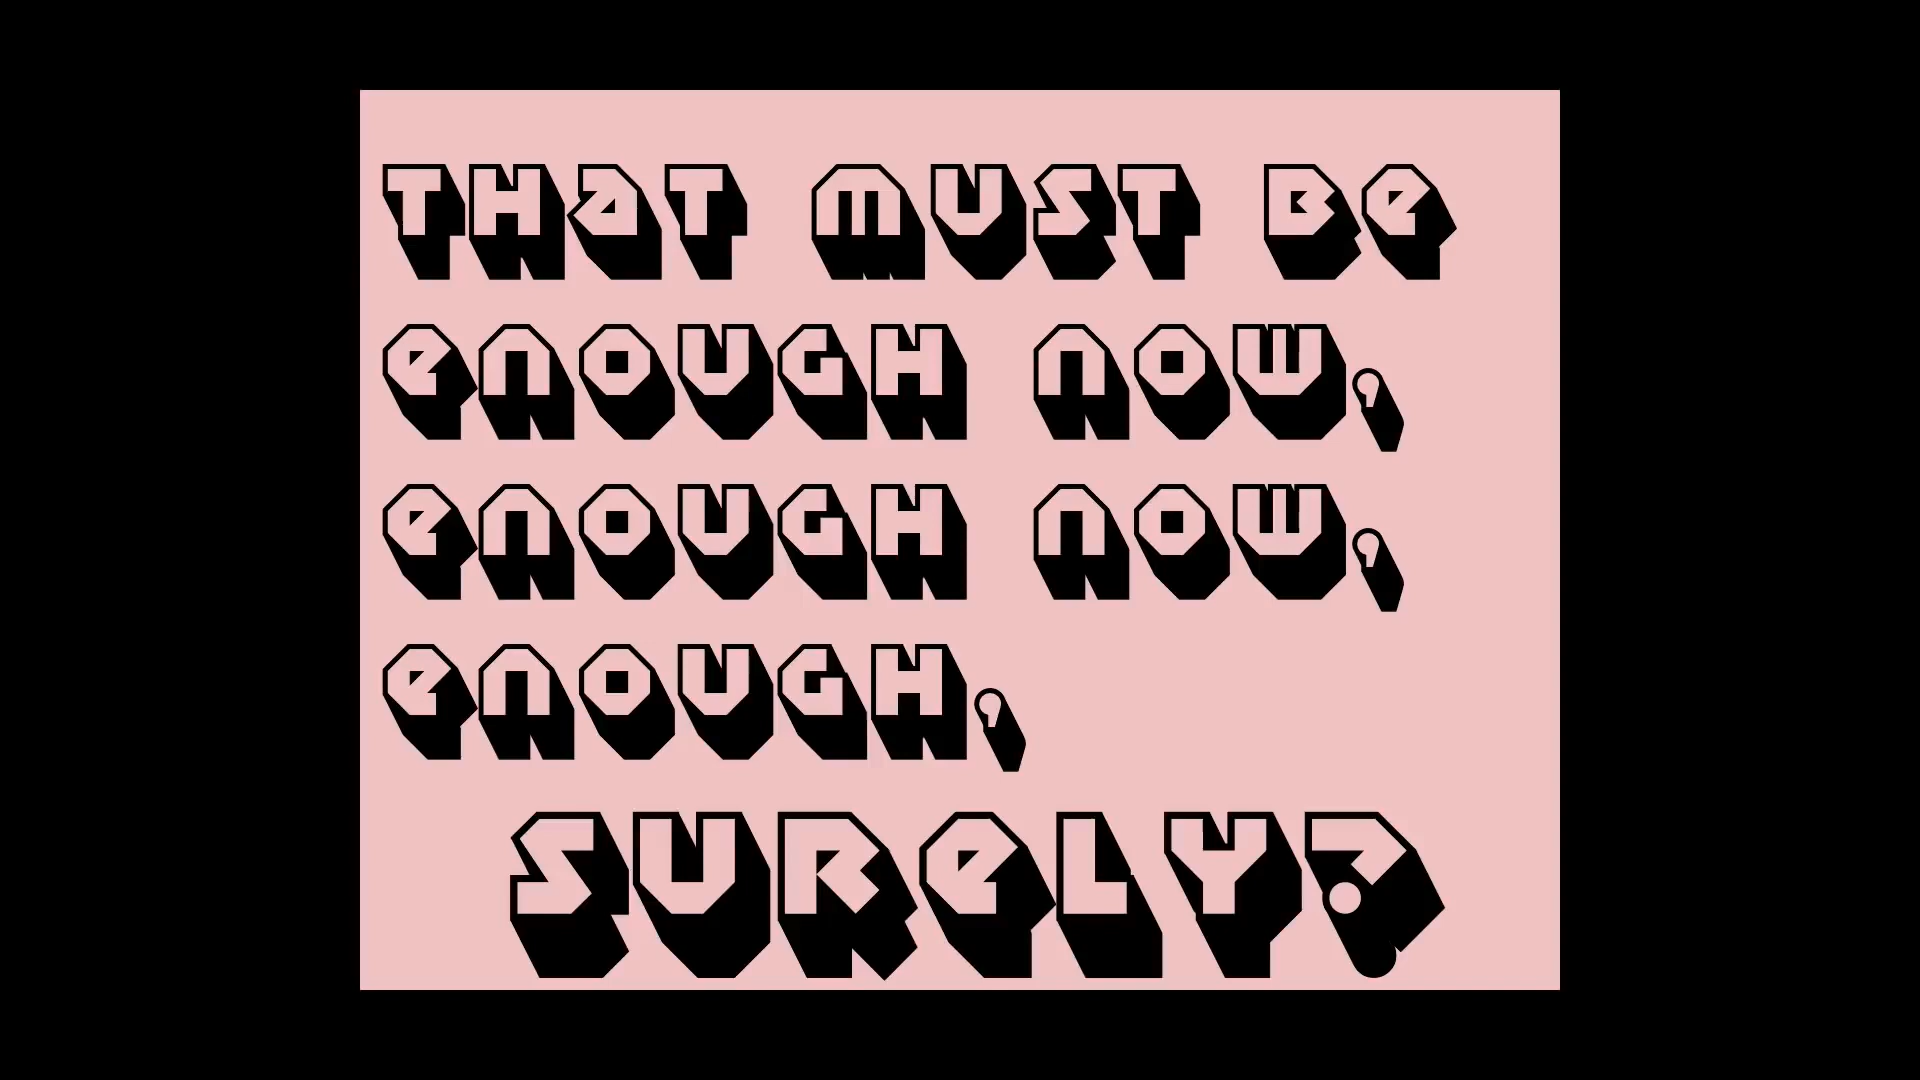 THaT MUST Be
enOUGH nOW,
enOUGH nOW,
enOUGH,
SUReLY?